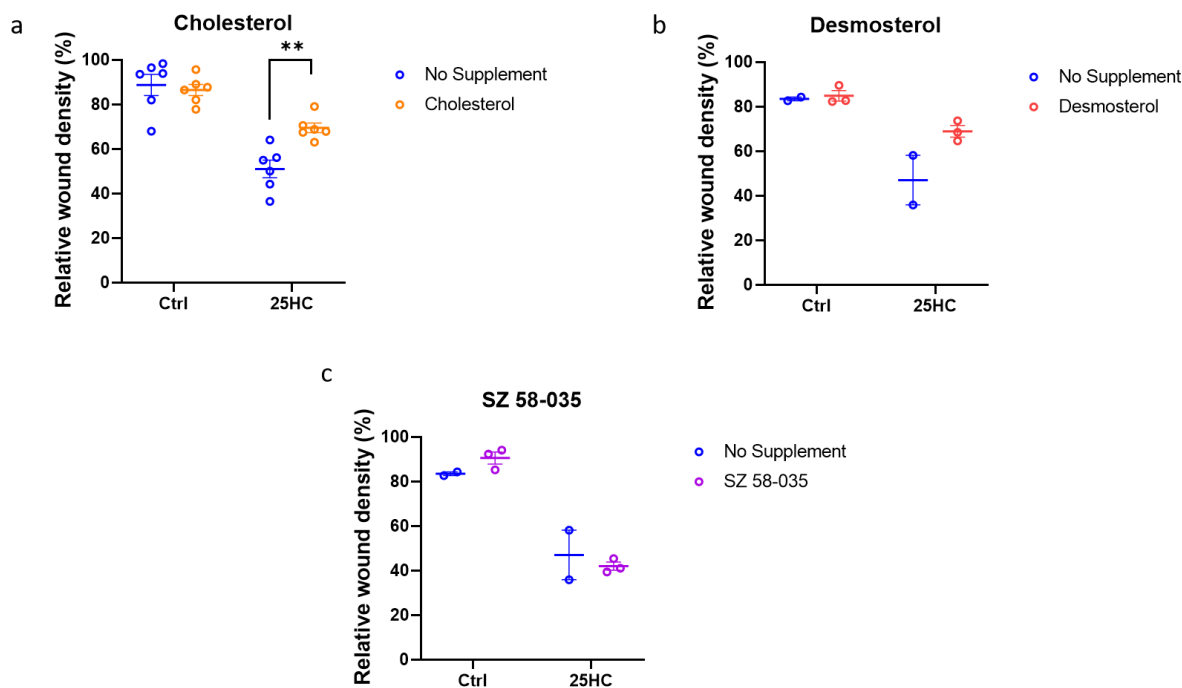 a
Cholesterol
Relative wound density (%)
100
80
60
40
20
0
**
Ctrl
25HC
No Supplement
Cholesterol
b
Desmosterol
Relative wound density (%)
100
80
60
40
20
0
Ctrl
25HC
No Supplement
Desmosterol
c
SZ 58-035
Relative wound density (%)
100
80
60
40
20
0
Ctrl
25HC
No Supplement
SZ 58-035